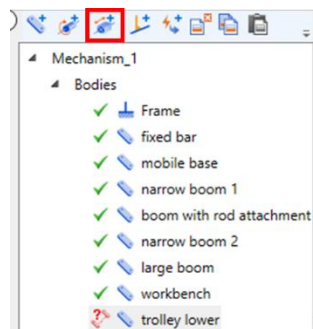 Mechanism_1
Bodies
Frame
fixed bar
mobile base
narrow boom 1
boom with rod attachment
narrow boom 2
large boom
workbench
trolley lower